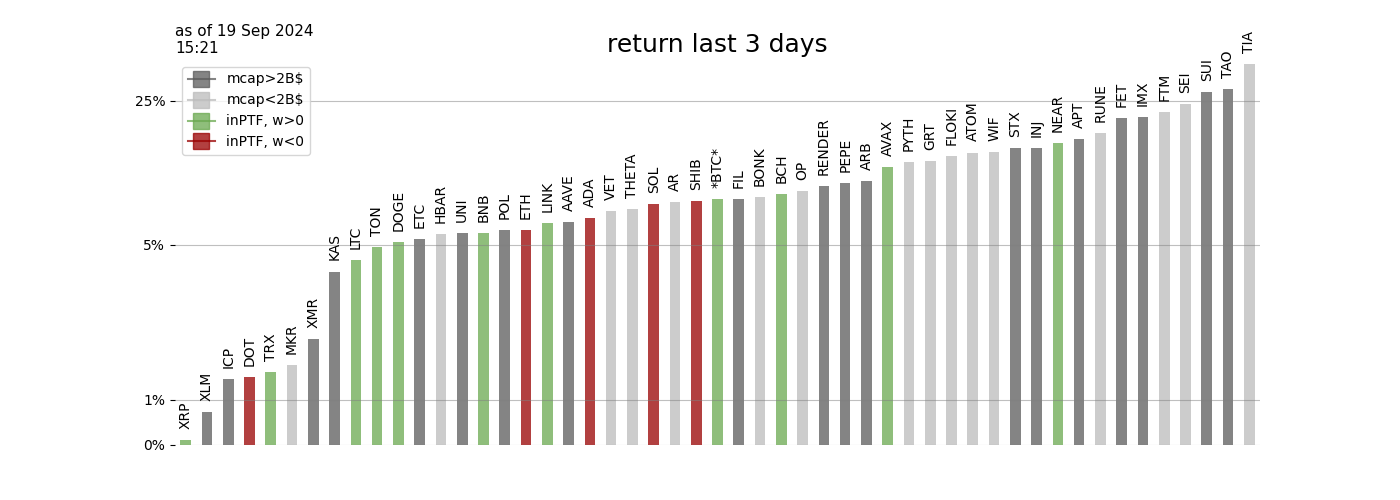 as of 19 Sep 2024
15:21
return last 3 days
mcap>2B$
mcap<2B$
inPTF, w>0
inPTF, w<0
25%
5%
1%
0%
XRP
XLM
ICP
DOT
TRX
MKR
XMR
KAS
LTC
TON
DOGE
ETC
HBAR
UNI
BNB
POL
ETH
LINK
AAVE
ADA
VET
THETA
SOL
AR
SHIB
*BTC*
FIL
BONK
BCH
OP
RENDER
PEPE
ARB
AVAX
PYTH
GRT
FLOKI
ATOM
WIF
STX
INJ
NEAR
APT
RUNE
FET
IMX
FTM
SEI
SUI
TAO
TIA